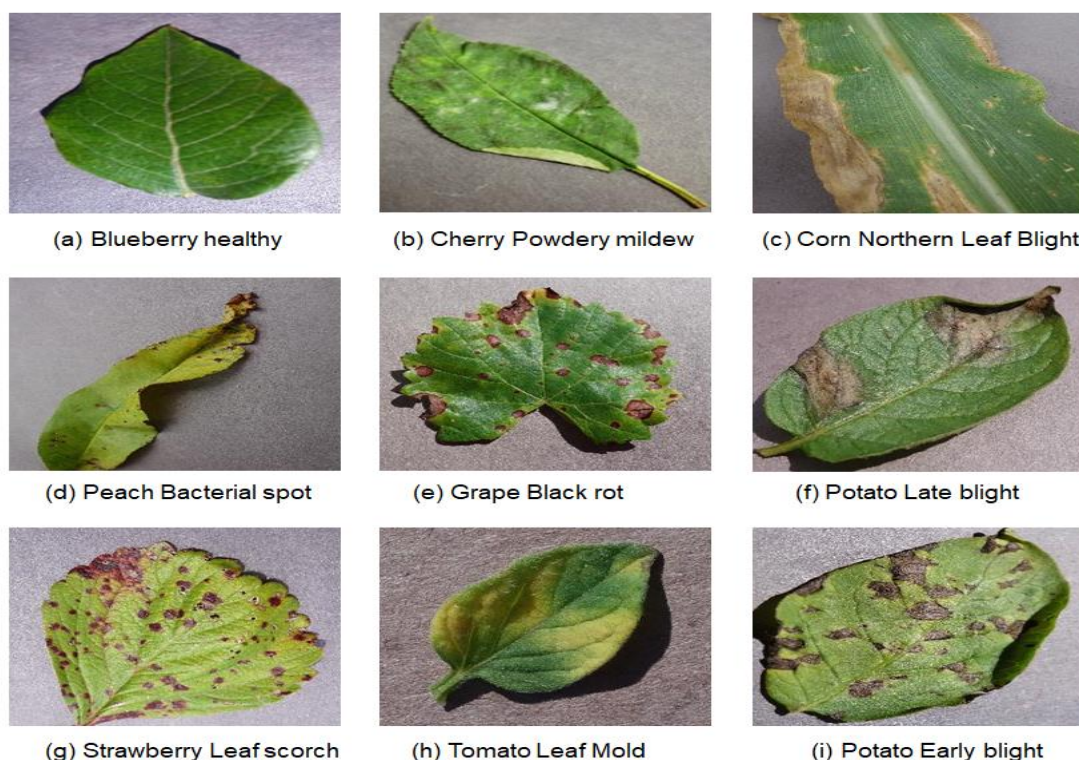 (a) Blueberry healthy
(b) Cherry Powdery mildew
(c) Corn Northern Leaf Blight
(d) Peach Bacterial spot
(e) Grape Black rot
(f) Potato Late blight
(g) Strawberry Leaf scorch
(h) Tomato Leaf Mold
(i) Potato Early blight